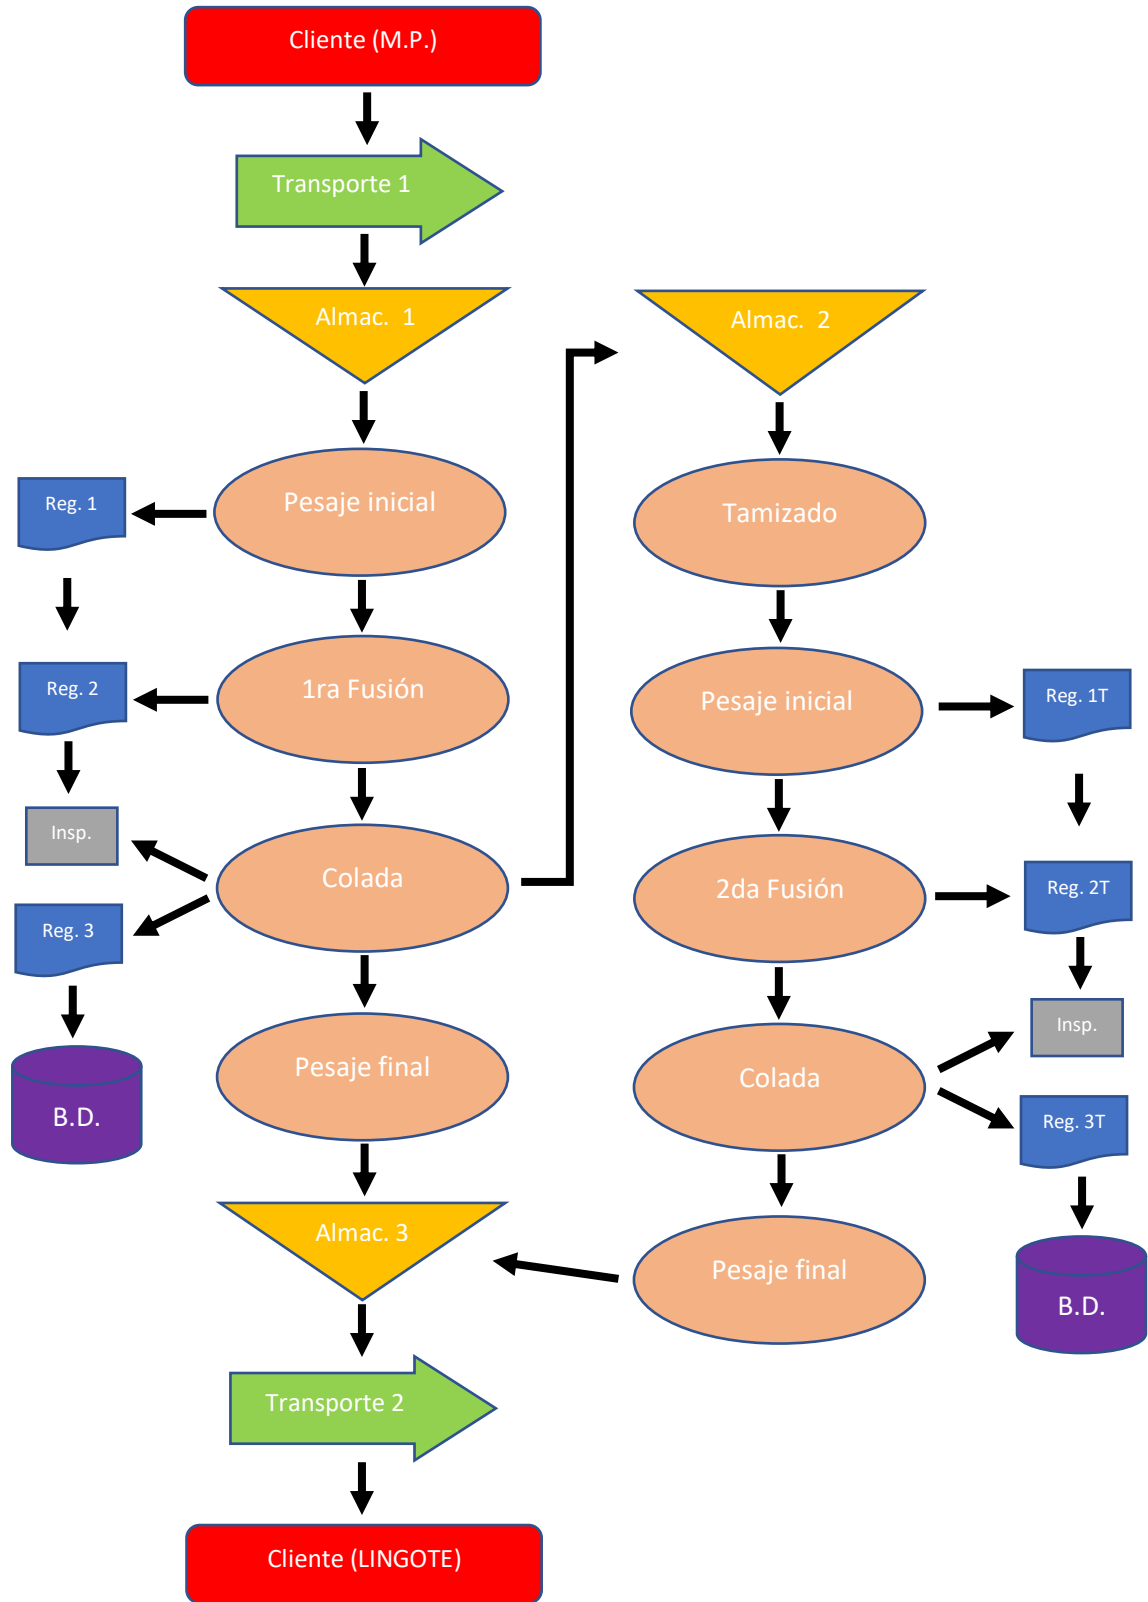 Cliente (M.P.)
Transporte 1
Almac.  1
Almac.  2
Pesaje inicial
Reg. 1
Tamizado
1ra Fusión
Reg. 2
Pesaje inicial
Reg. 1T
Insp.
Colada
2da Fusión
Reg. 2T
Reg. 3
Insp.
Pesaje final
Colada
B.D.
Reg. 3T
Almac. 3
Pesaje final
B.D.
Transporte 2
Cliente (LINGOTE)